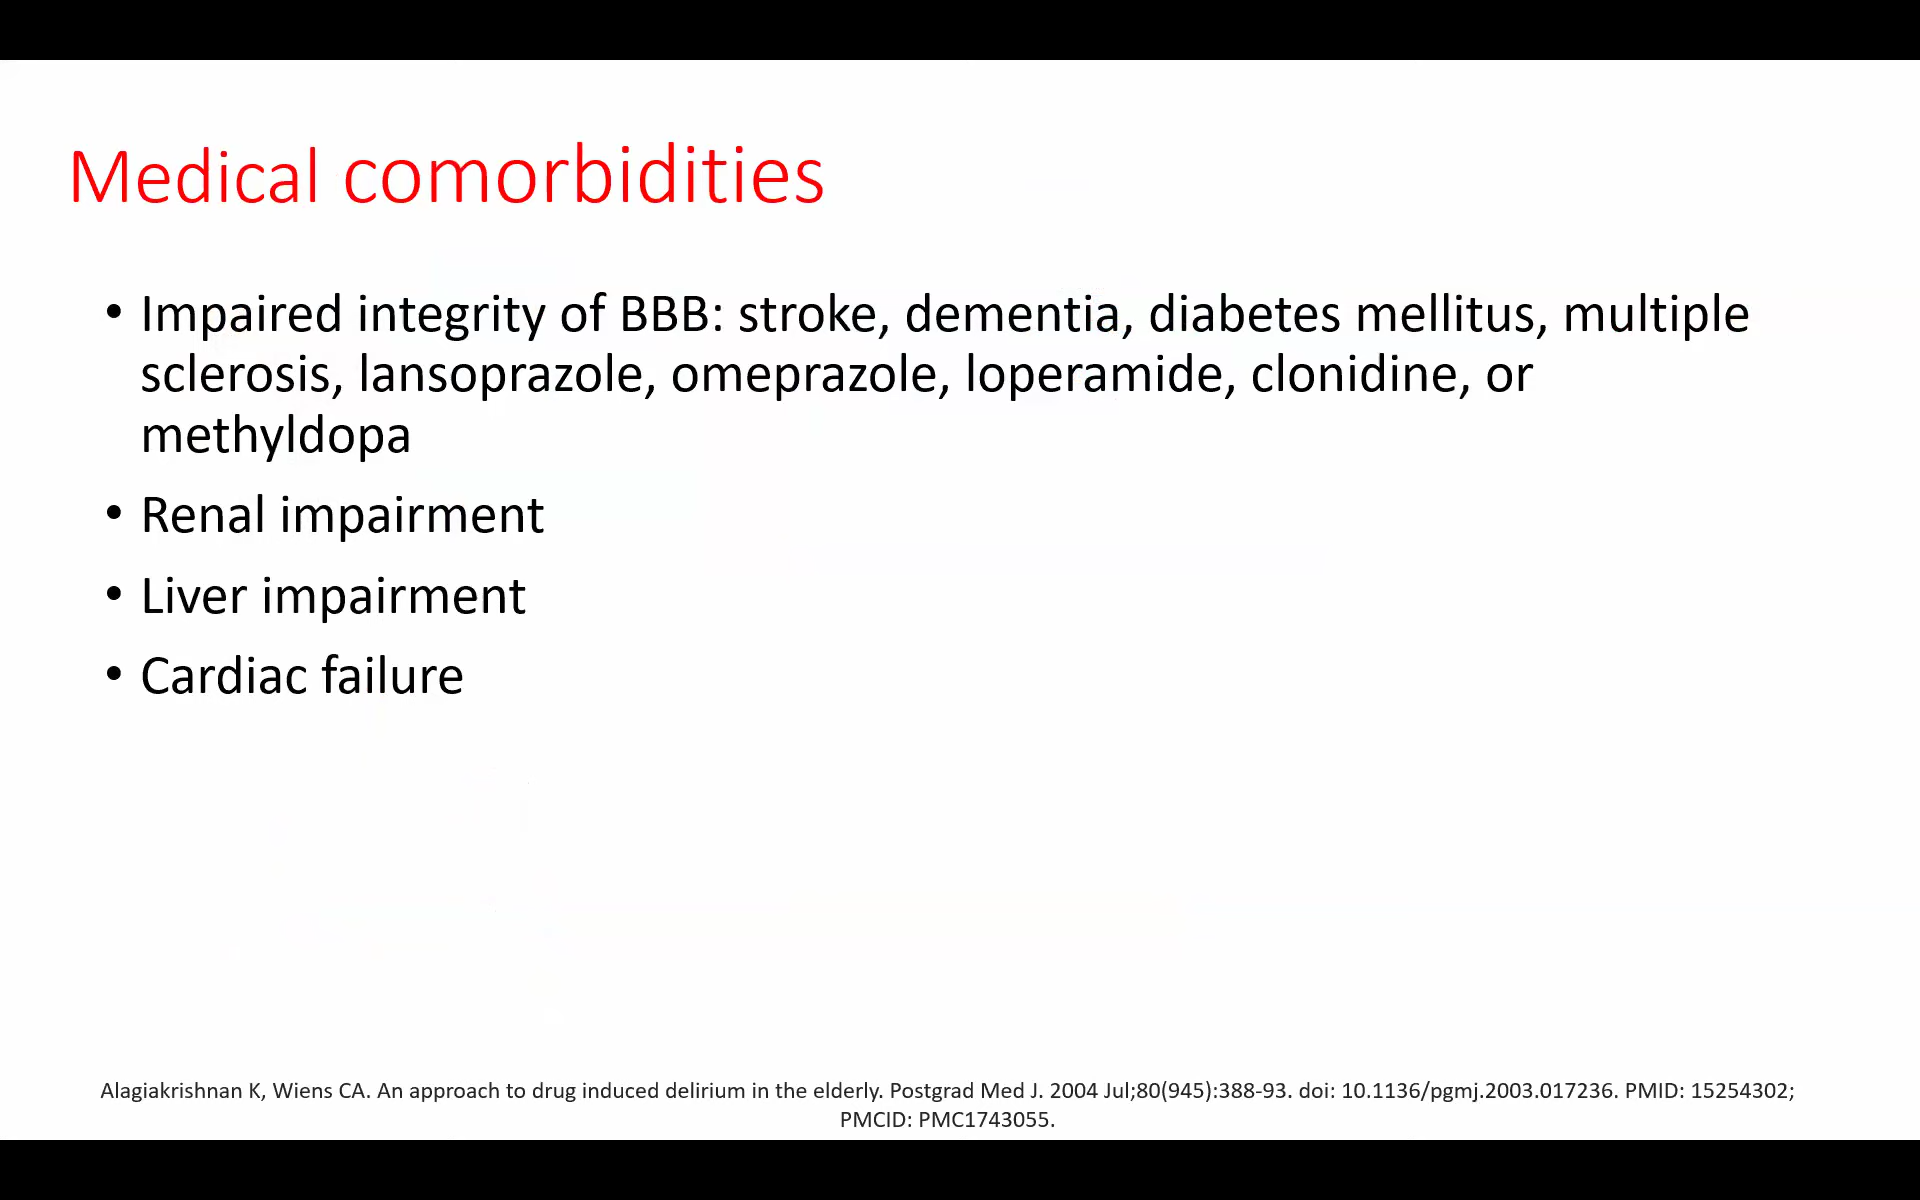 Medical comorbidities
• Impaired integrity of BBB: stroke, dementia, diabetes mellitus, multiple
sclerosis, lansoprazole, omeprazole, loperamide, clonidine, or
methyldopa
• Renal impairment
• Liver impairment
• Cardiac failure
Alagiakrishnan K, Wiens CA. An approach to drug induced delirium in the elderly. Postgrad Med J. 2004 Jul;80(945):388-93. doi: 10.1136/pgmj.2003.017236. PMID: 15254302;
PMCID: PMC1743055.